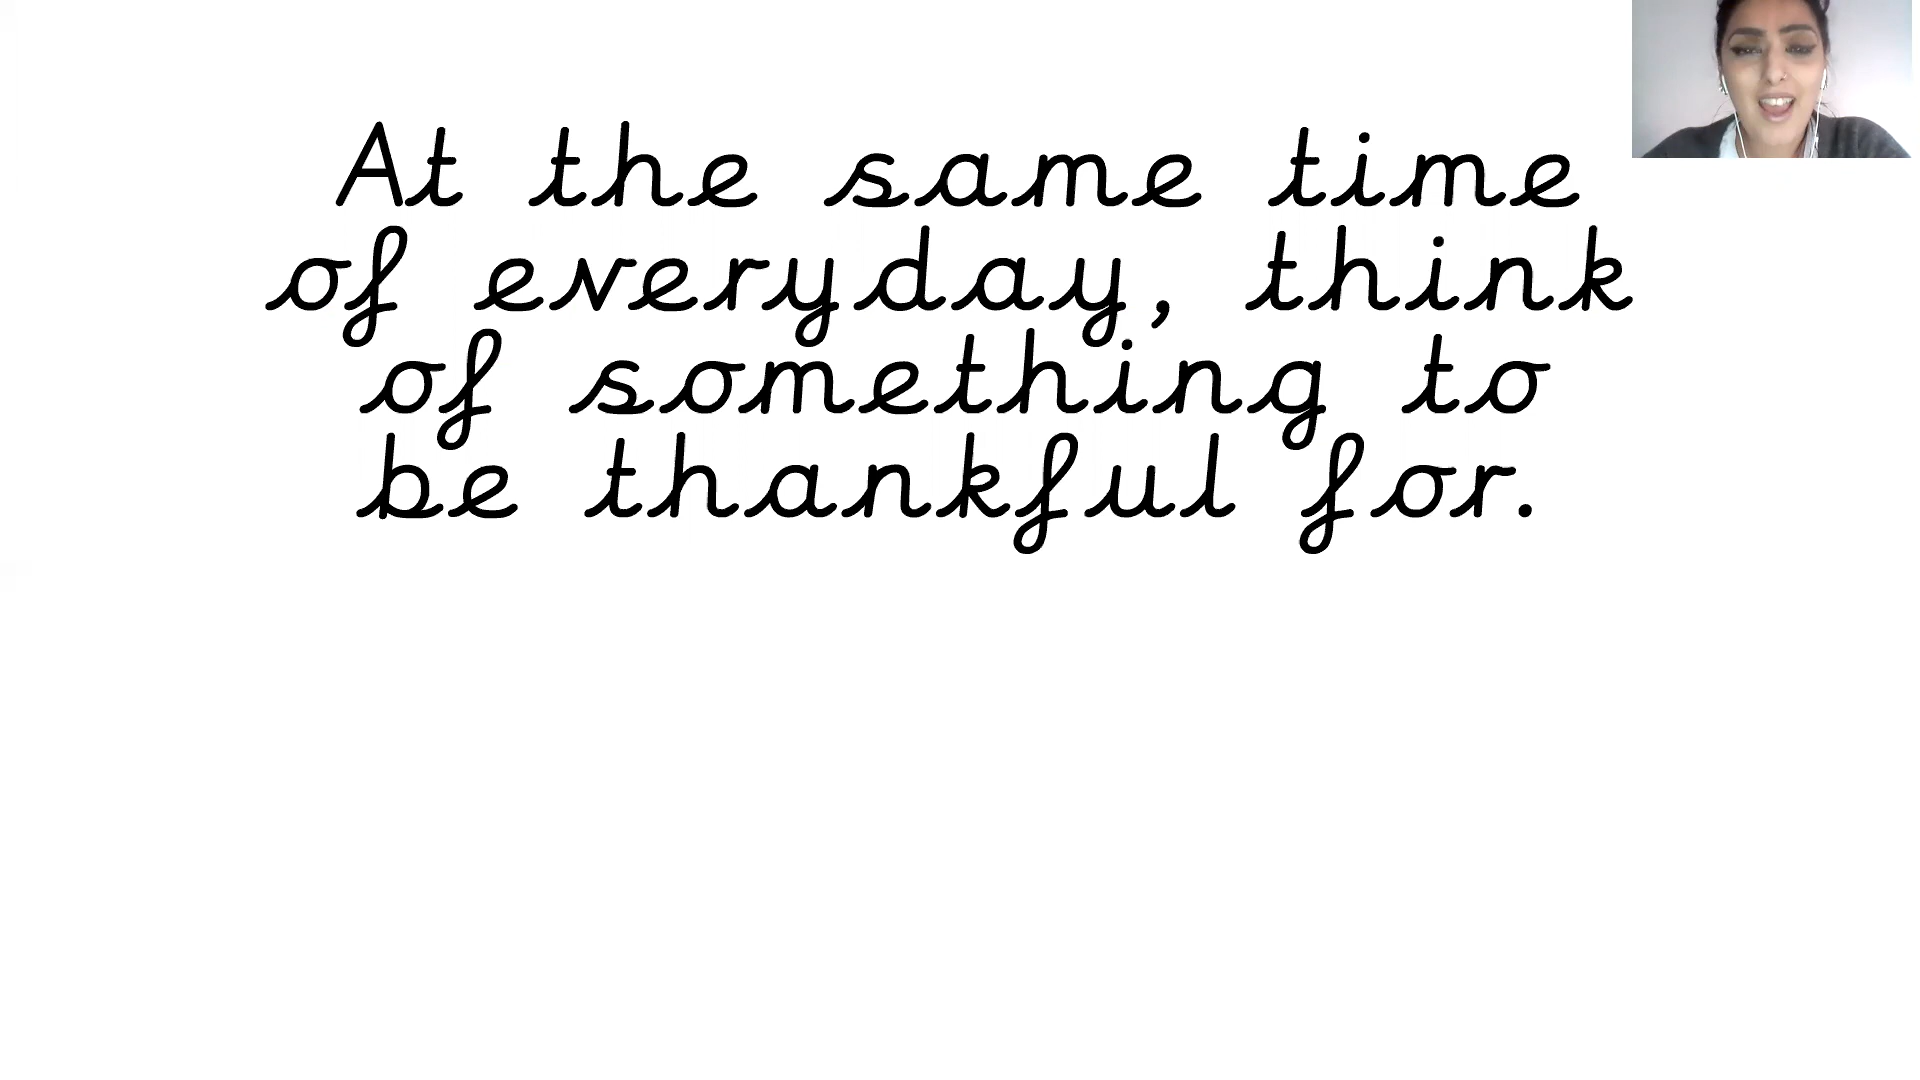 At the same time
of everyday, think
of something to
be thankful for.